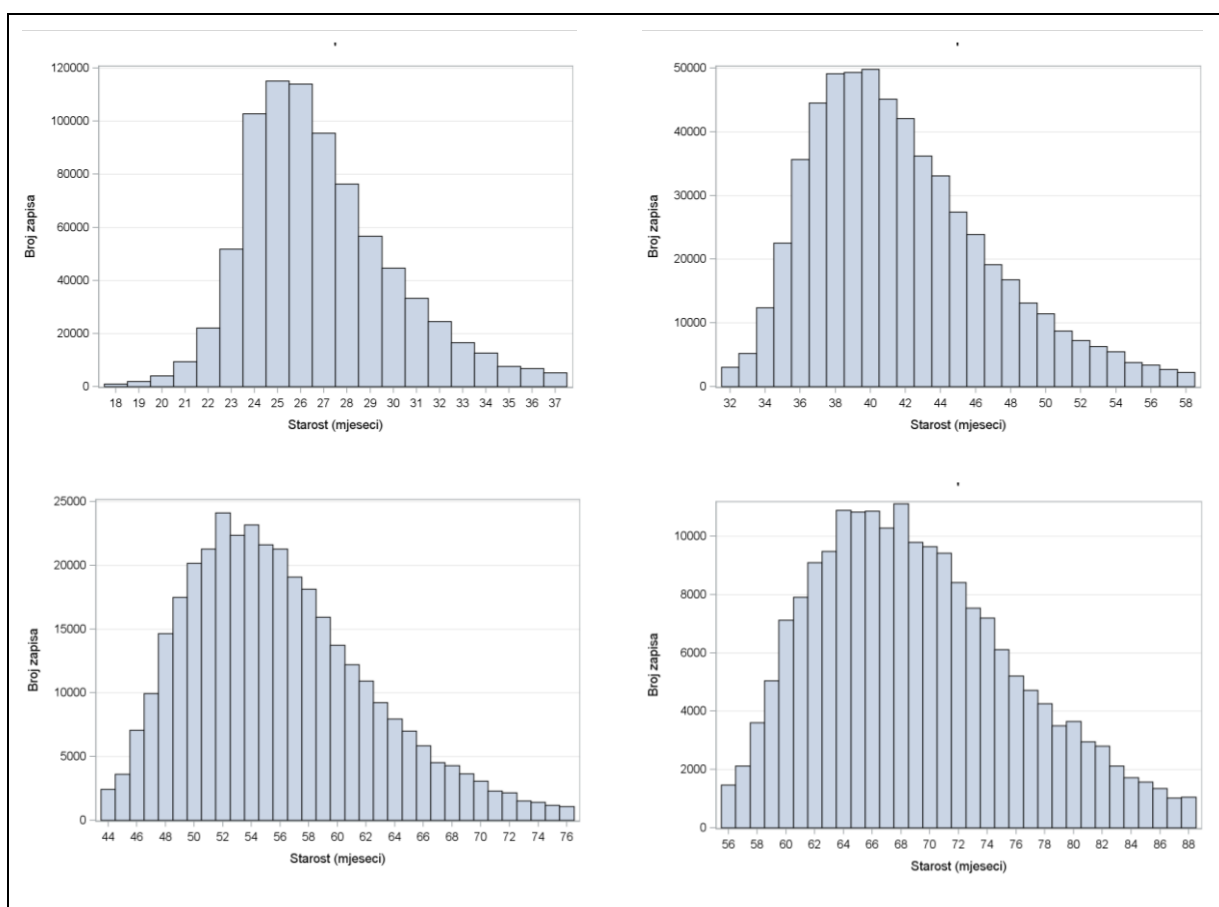 120000
100000
80000
60000
40000
20000
0
Broj zapisa
18 19 20 21 22 23 24 25 26 27 28 29 30 31 32 33 34 35 36 37
Starost (mjeseci)
50000
40000
30000
20000
10000
0
Broj zapisa
32 34 36 38 40 42 44 46 48 50 52 54 56 58
Starost (mjeseci)
25000
20000
15000
10000
5000
0
Broj zapisa
44 46 48 50 52 54 56 58 60 62 64 66 68 70 72 74 76
Starost (mjeseci)
10000
8000
6000
4000
2000
0
Broj zapisa
56 58 60 62 64 66 68 70 72 74 76 78 80 82 84 86 88
Starost (mjeseci)